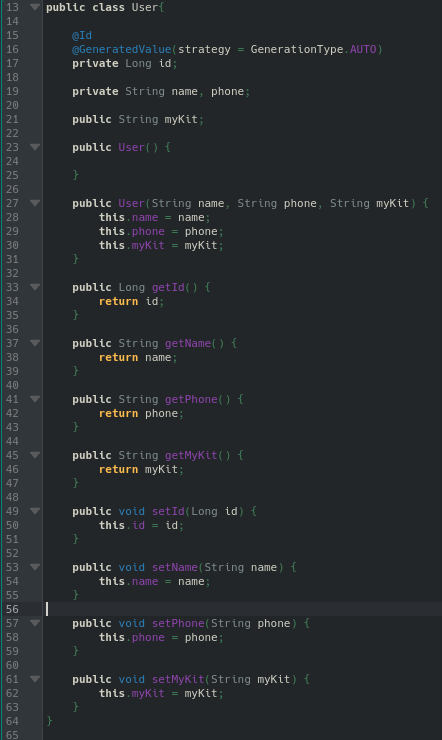 13 public class User{
14
15     @Id
16     @GeneratedValue(strategy = GenerationType.AUTO)
17     private Long id;
18
19     private String name, phone;
20
21     public String myKit;
22
23     public User() {
24
25     }
26
27     public User(String name, String phone, String myKit) {
28         this.name = name;
29         this.phone = phone;
30         this.myKit = myKit;
31     }
32
33     public Long getId() {
34         return id;
35     }
36
37     public String getName() {
38         return name;
39     }
40
41     public String getPhone() {
42         return phone;
43     }
44
45     public String getMyKit() {
46         return myKit;
47     }
48
49     public void setId(Long id) {
50         this.id = id;
51     }
52
53     public void setName(String name) {
54         this.name = name;
55     }
56
57     public void setPhone(String phone) {
58         this.phone = phone;
59     }
60
61     public void setMyKit(String myKit) {
62         this.myKit = myKit;
63     }
64 }
65